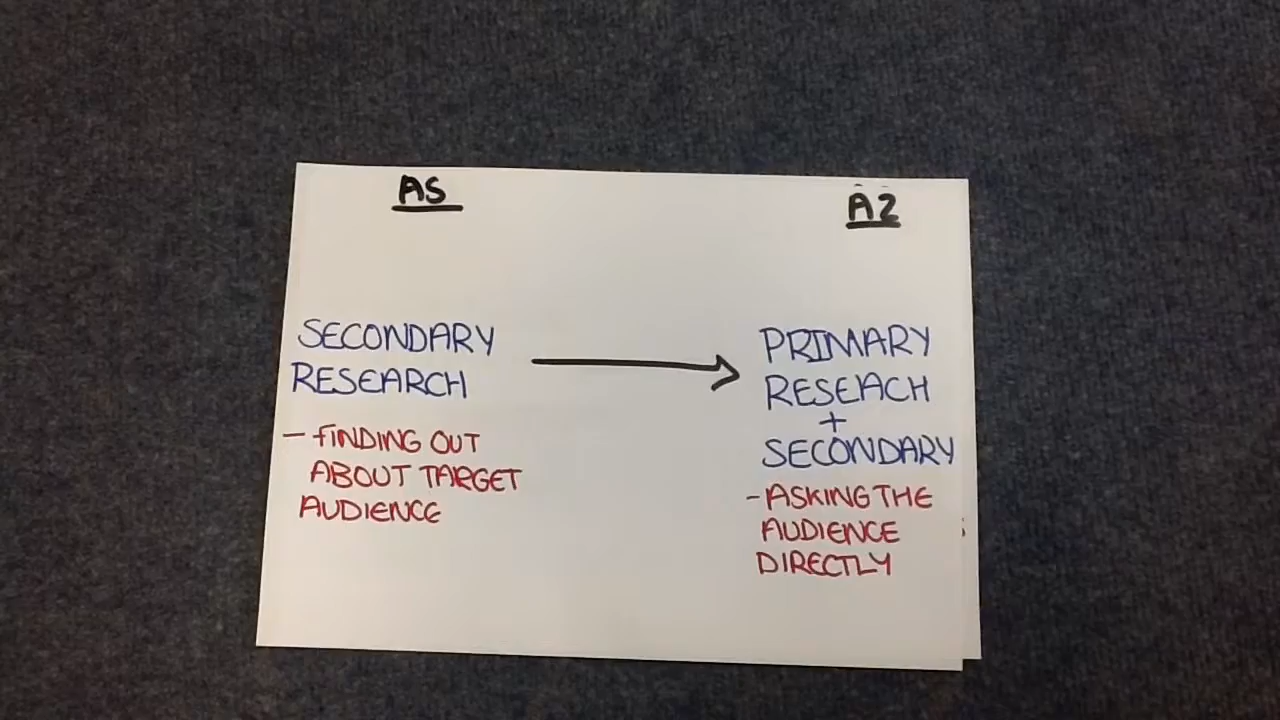 AS
SECONDARY
RESEARCH
- FINDING OUT
ABOUT TARGET
AUDIENCE
A2
PRIMARY
RESEACH
+
SECONDARY
- ASKING THE
AUDIENCE
DIRECTLY